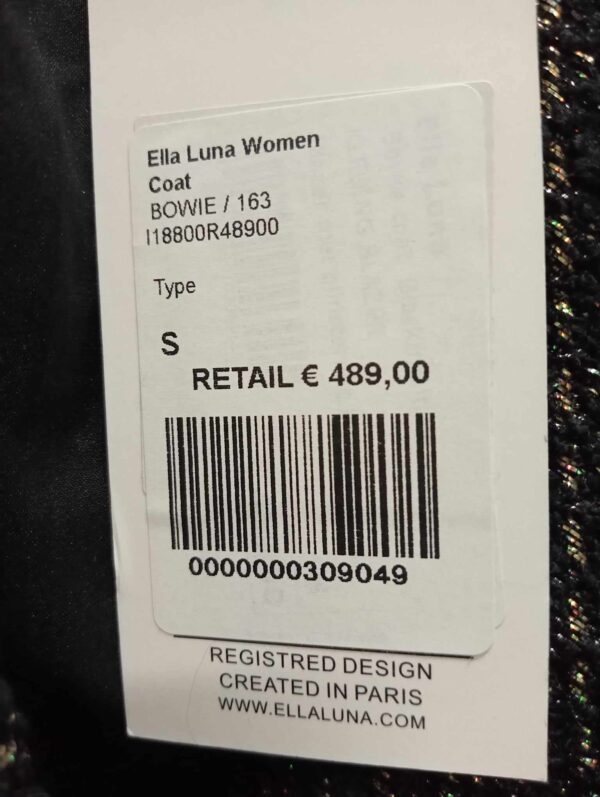 Ella Luna Women
Coat
BOWIE / 163
I18800R48900
Type
S
RETAIL € 489,00
0000000309049
REGISTRED DESIGN
CREATED IN PARIS
WWW.ELLALUNA.COM